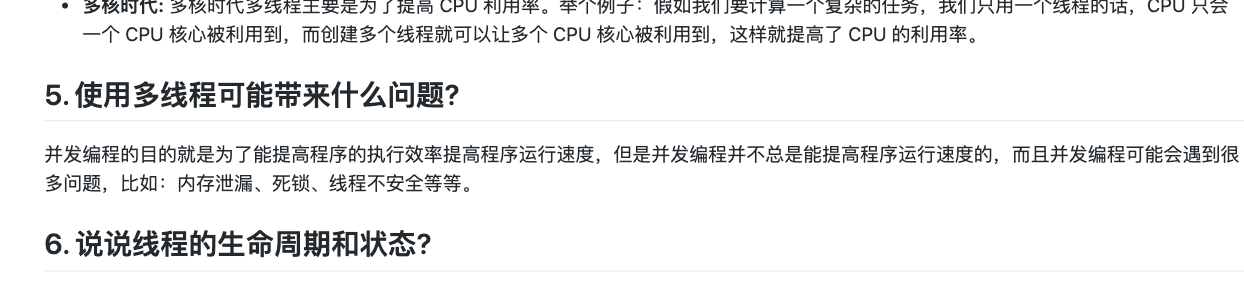 • 多核时代: 多核时代多线程主要是为了提高 CPU 利用率。举个例子：假如我们要计算一个复杂的任务，我们只用一个线程的话，CPU 只会
一个 CPU 核心被利用到，而创建多个线程就可以让多个 CPU 核心被利用到，这样就提高了 CPU 的利用率。
5. 使用多线程可能带来什么问题?
并发编程的目的就是为了能提高程序的执行效率提高程序运行速度，但是并发编程并不总是能提高程序运行速度的，而且并发编程可能会遇到很
多问题，比如：内存泄漏、死锁、线程不安全等等。
6. 说说线程的生命周期和状态?